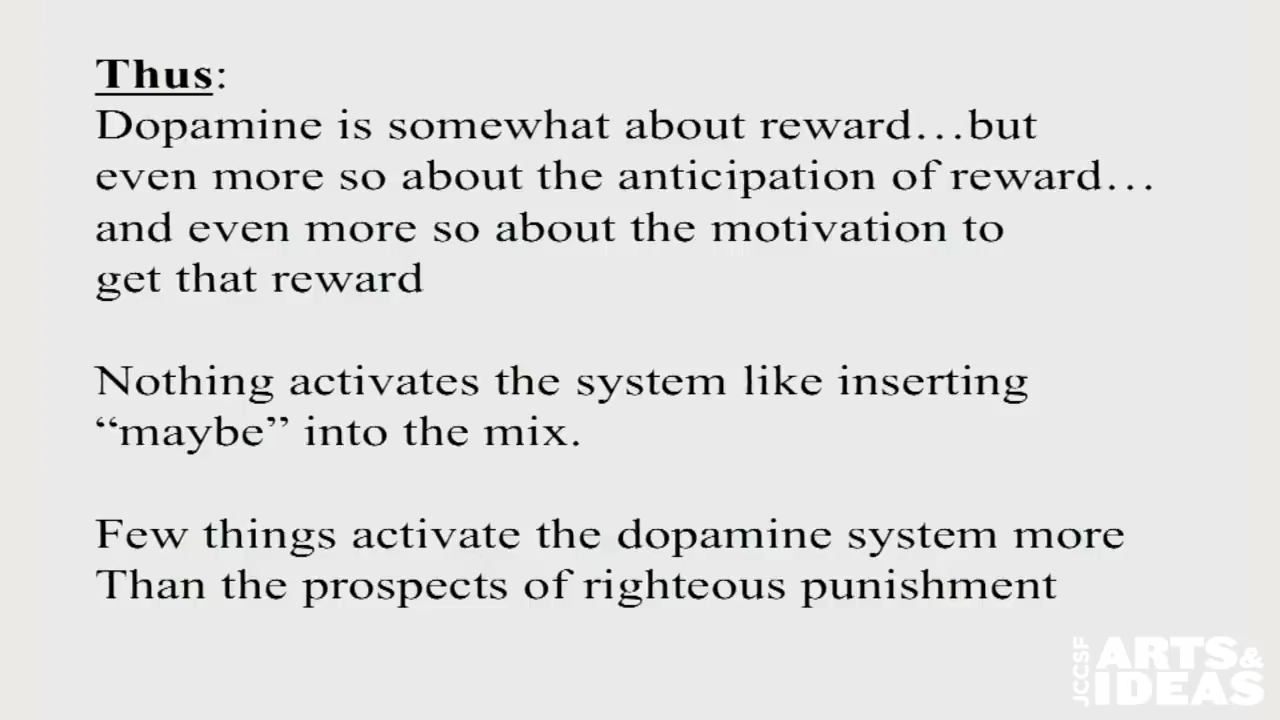 Thus:
Dopamine is somewhat about reward…but
even more so about the anticipation of reward…
and even more so about the motivation to
get that reward
Nothing activates the system like inserting
“maybe” into the mix.
Few things activate the dopamine system more
Than the prospects of righteous punishment
JCCSF
ARTS&
IDEAS